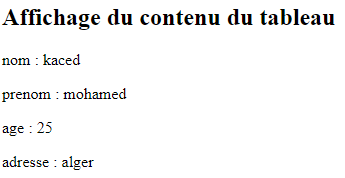 Affichage du contenu du tableau
nom : kaced
prenom : mohamed
age : 25
adresse : alger